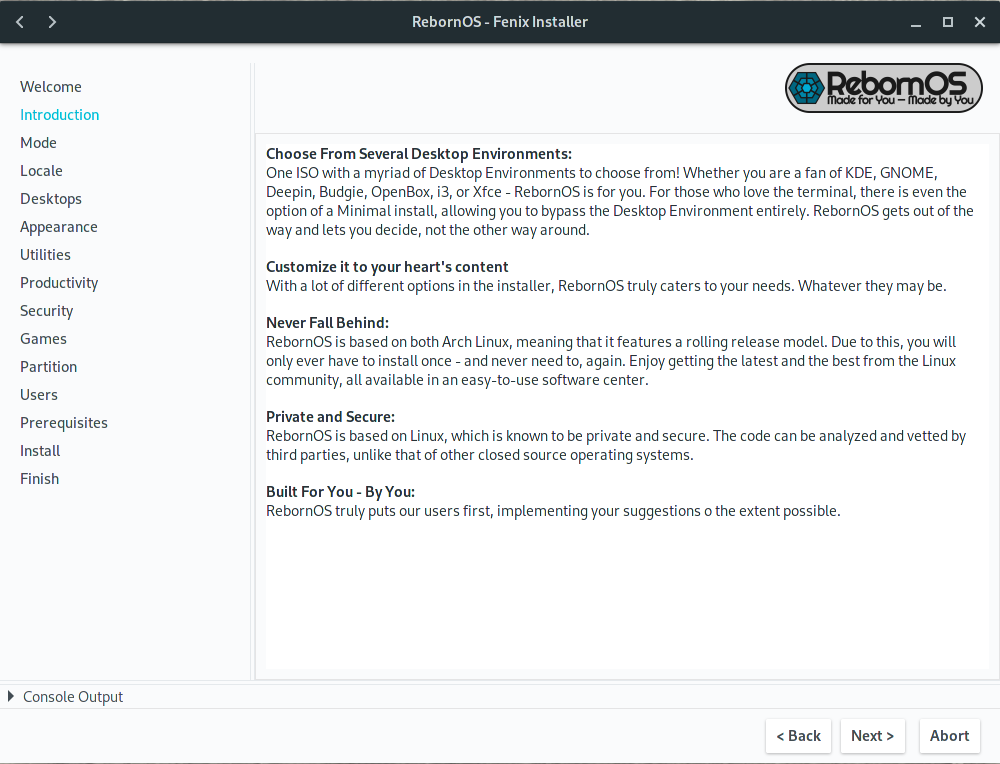 RebornOS - Fenix Installer
Welcome
Introduction
Mode
Locale
Desktops
Appearance
Utilities
Productivity
Security
Games
Partition
Users
Prerequisites
Install
Finish
RebornOS
Made for You — Made by You
Choose From Several Desktop Environments:
One ISO with a myriad of Desktop Environments to choose from! Whether you are a fan of KDE, GNOME,
Deepin, Budgie, OpenBox, i3, or Xfce - RebornOS is for you. For those who love the terminal, there is even the
option of a Minimal install, allowing you to bypass the Desktop Environment entirely. RebornOS gets out of the
way and lets you decide, not the other way around.
Customize it to your heart's content
With a lot of different options in the installer, RebornOS truly caters to your needs. Whatever they may be.
Never Fall Behind:
RebornOS is based on both Arch Linux, meaning that it features a rolling release model. Due to this, you will
only ever have to install once - and never need to, again. Enjoy getting the latest and the best from the Linux
community, all available in an easy-to-use software center.
Private and Secure:
RebornOS is based on Linux, which is known to be private and secure. The code can be analyzed and vetted by
third parties, unlike that of other closed source operating systems.
Built For You - By You:
RebornOS truly puts our users first, implementing your suggestions o the extent possible.
Console Output
< Back
Next >
Abort